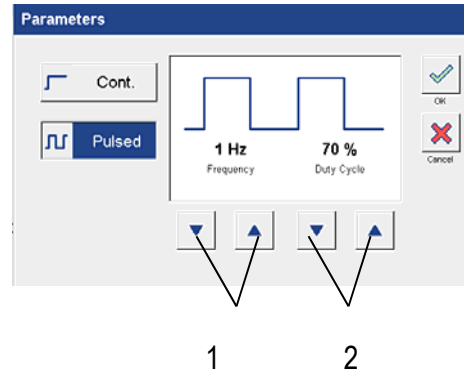 Parameters
Cont.
Pulsed
1 Hz
Frequency
70 %
Duty Cycle
OK
Cancel
1
2